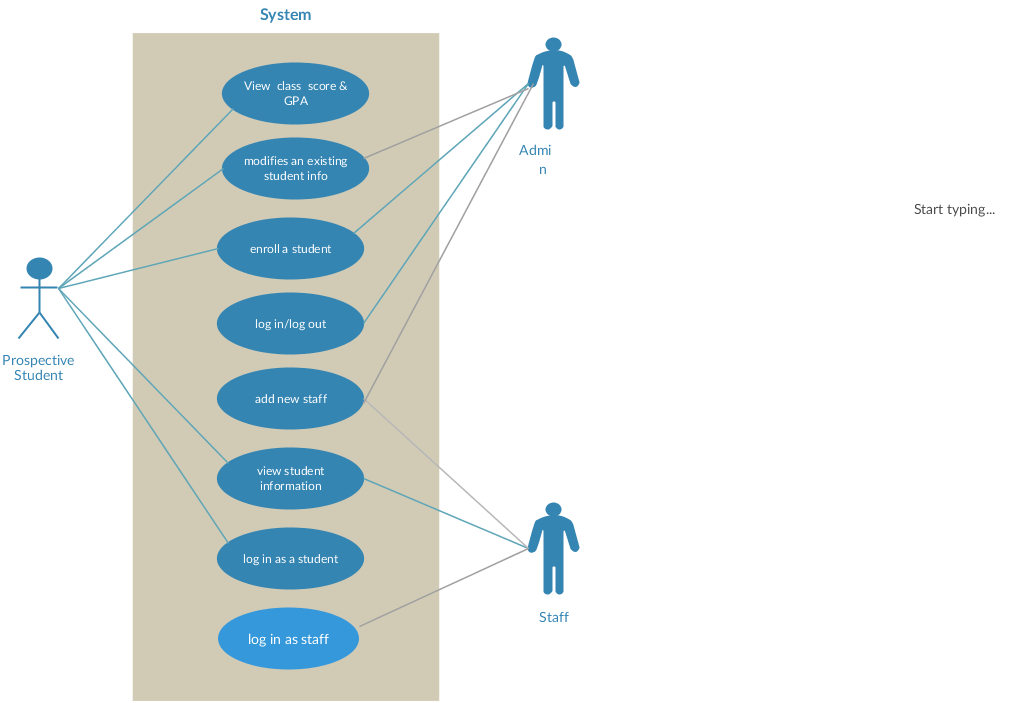 System
View class score &
GPA
modifies an existing
student info
enroll a student
log in/log out
add new staff
view student
information
log in as a student
log in as staff
Prospective
Student
Admi
n
Staff
Start typing...